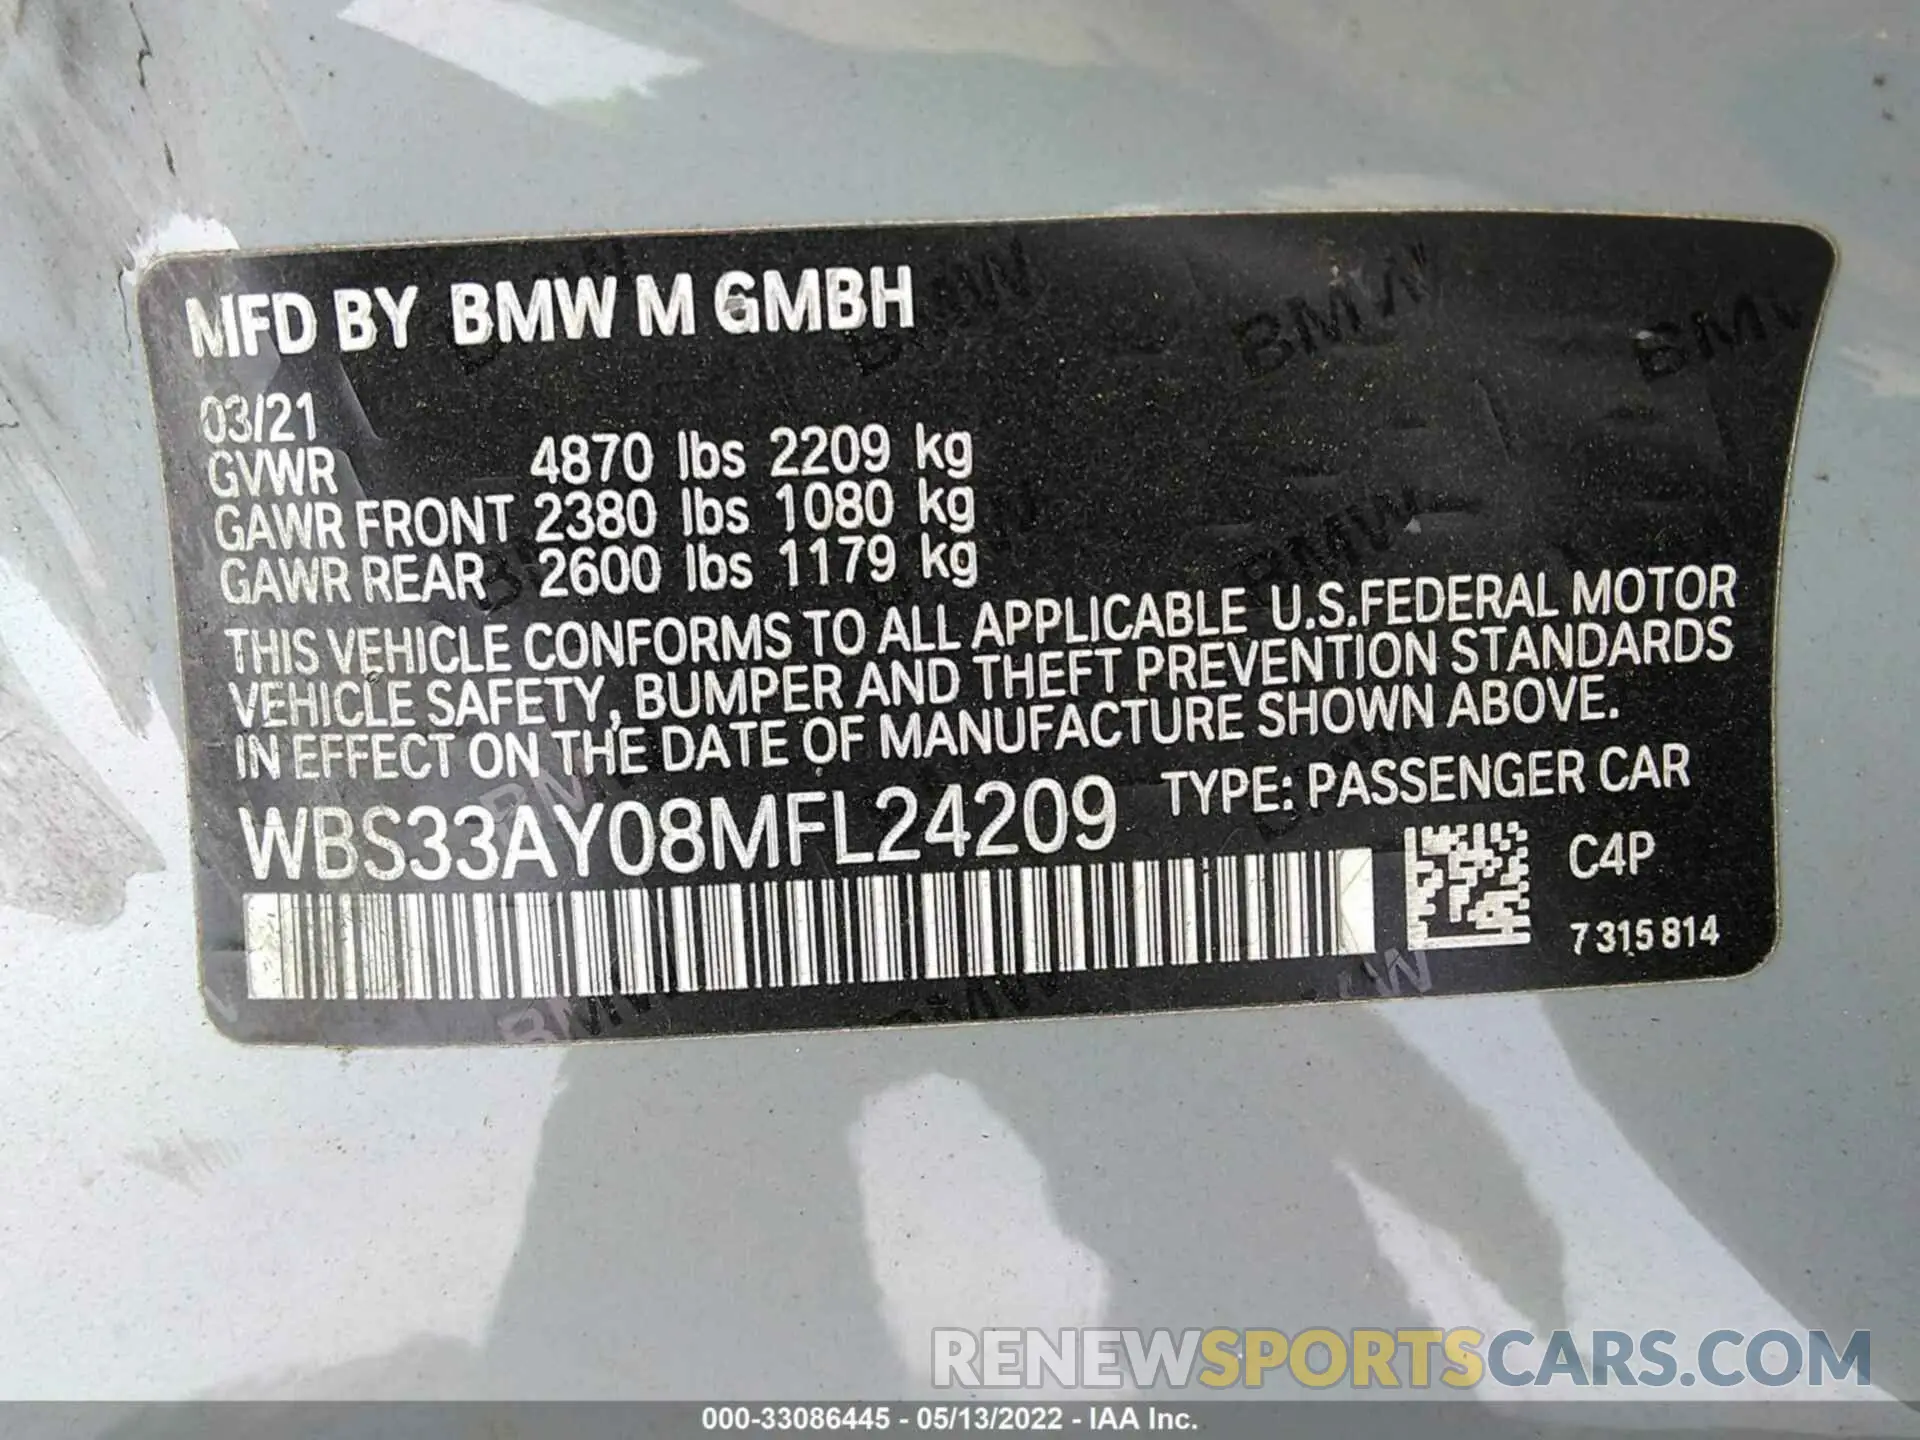 MFD BY BMW M GMBH
03/21
GVWR 4870 lbs 2209 kg
GAWR FRONT 2380 lbs 1080 kg
GAWR REAR 2600 lbs 1179 kg
THIS VEHICLE CONFORMS TO ALL APPLICABLE U.S.FEDERAL MOTOR
VEHICLE SAFETY, BUMPER AND THEFT PREVENTION STANDARDS
IN EFFECT ON THE DATE OF MANUFACTURE SHOWN ABOVE.
WBS33AY08MFL24209 TYPE: PASSENGER CAR
C4P
7 315 814
RENEWSPORTSCARS.COM
000-33086445 - 05/13/2022 - IAA Inc.